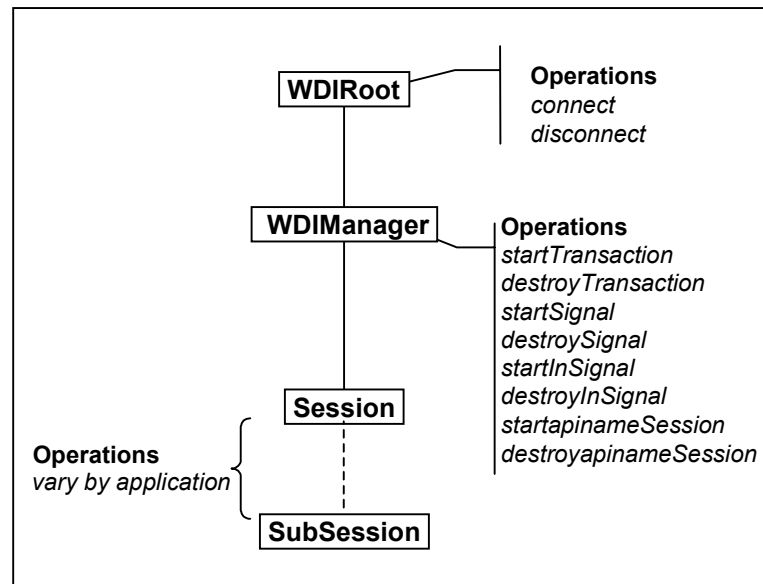 WDIRoot
Operations
connect
disconnect
WDIManager
Operations
startTransaction
destroyTransaction
startSignal
destroySignal
startInSignal
destroyInSignal
startapinameSession
destroyapinameSession
Session
Operations
vary by application
SubSession